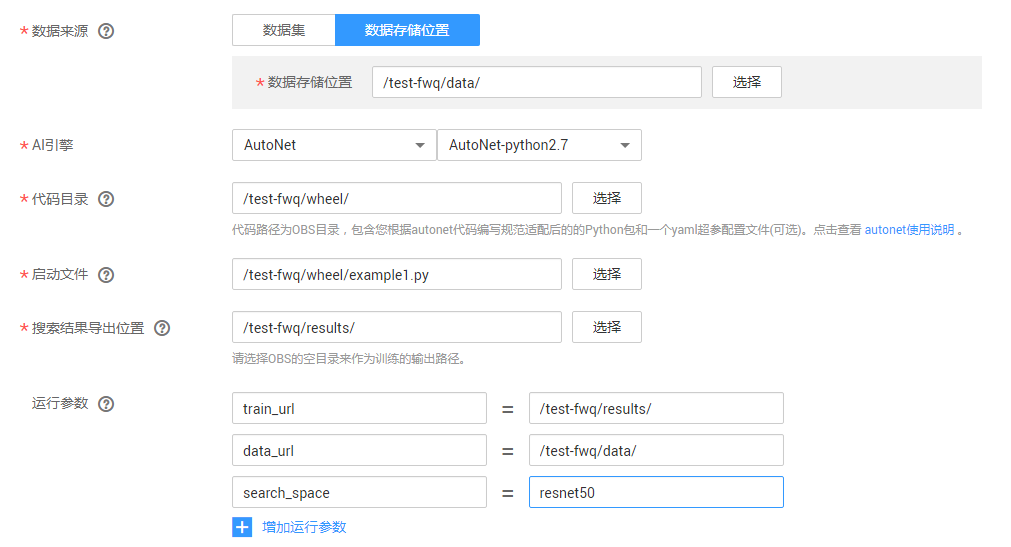 * 数据来源 ? 数据集 数据存储位置
* 数据存储位置 /test-fwq/data/ 选择
* AI引擎 AutoNet AutoNet-python2.7
* 代码目录 ? /test-fwq/wheel/ 选择
代码路径为OBS目录，包含您根据autonet代码编写规范适配后的的Python包和一个yaml超参配置文件(可选)。点击查看 autonet使用说明 。
* 启动文件 ? /test-fwq/wheel/example1.py 选择
* 搜索结果导出位置 ? /test-fwq/results/ 选择
请选择OBS的空目录来作为训练的输出路径。
运行参数 ? train_url = /test-fwq/results/
data_url = /test-fwq/data/
search_space = resnet50
+ 增加运行参数